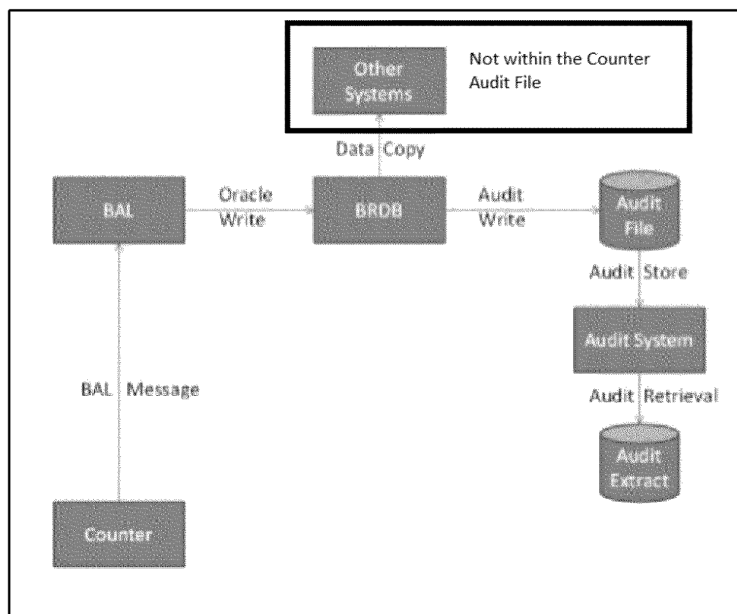 Other
Systems
Not within the Counter
Audit File
Data Copy
BAL
Oracle
Write
BRDB
Audit
Write
Audit
File
Audit Store
Audit System
BAL Message
Audit Retrieval
Audit
Extract
Counter